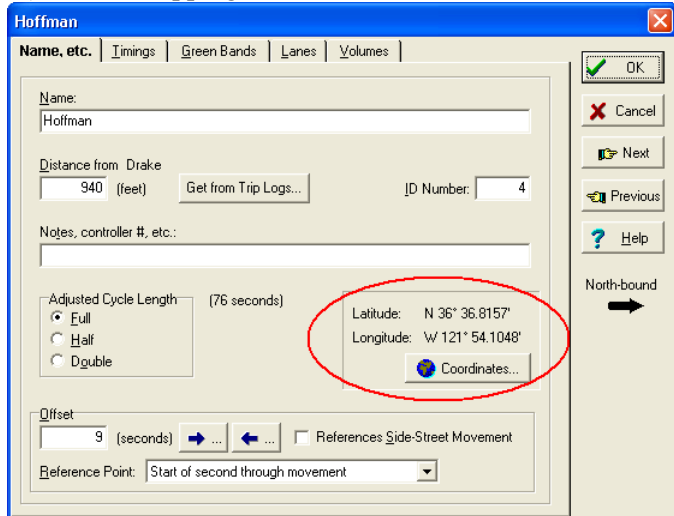 Hoffman
Name, etc. Timings Green Bands Lanes Volumes
OK
Name:
Hoffman
Cancel
Next
Distance from Drake
940 (feet) Get from Trip Logs... ID Number: 4
Previous
Notes, controller #, etc.:
Help
North-bound
Adjusted Cycle Length (76 seconds)
Full
Half
Double
Latitude: N 36° 36.8157'
Longitude: W 121° 54.1048'
Coordinates...
Offset
9 (seconds) ... ... References Side-Street Movement
Reference Point: Start of second through movement